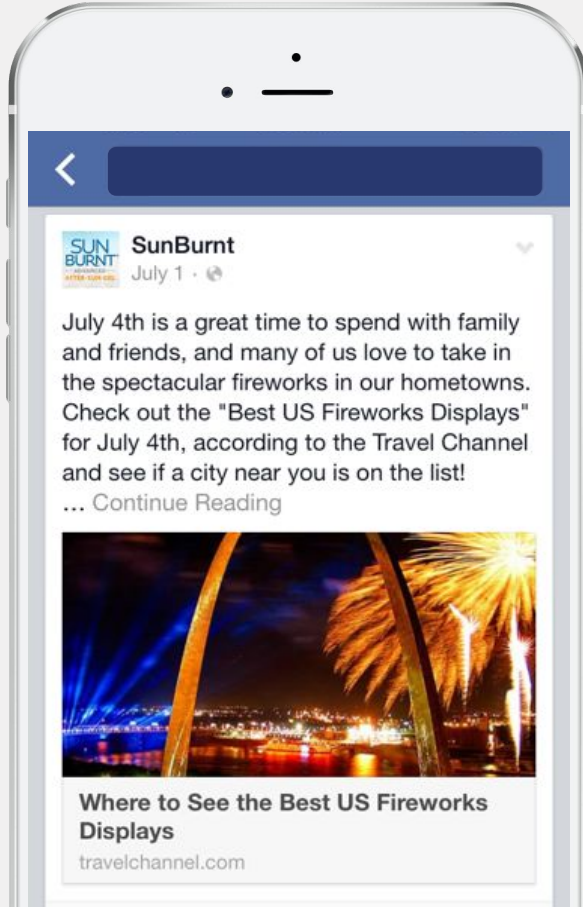 SUN
BURNT
SunBurnt
July 1 ·
July 4th is a great time to spend with family
and friends, and many of us love to take in
the spectacular fireworks in our hometowns.
Check out the "Best US Fireworks Displays"
for July 4th, according to the Travel Channel
and see if a city near you is on the list!
... Continue Reading
Where to See the Best US Fireworks
Displays
travelchannel.com